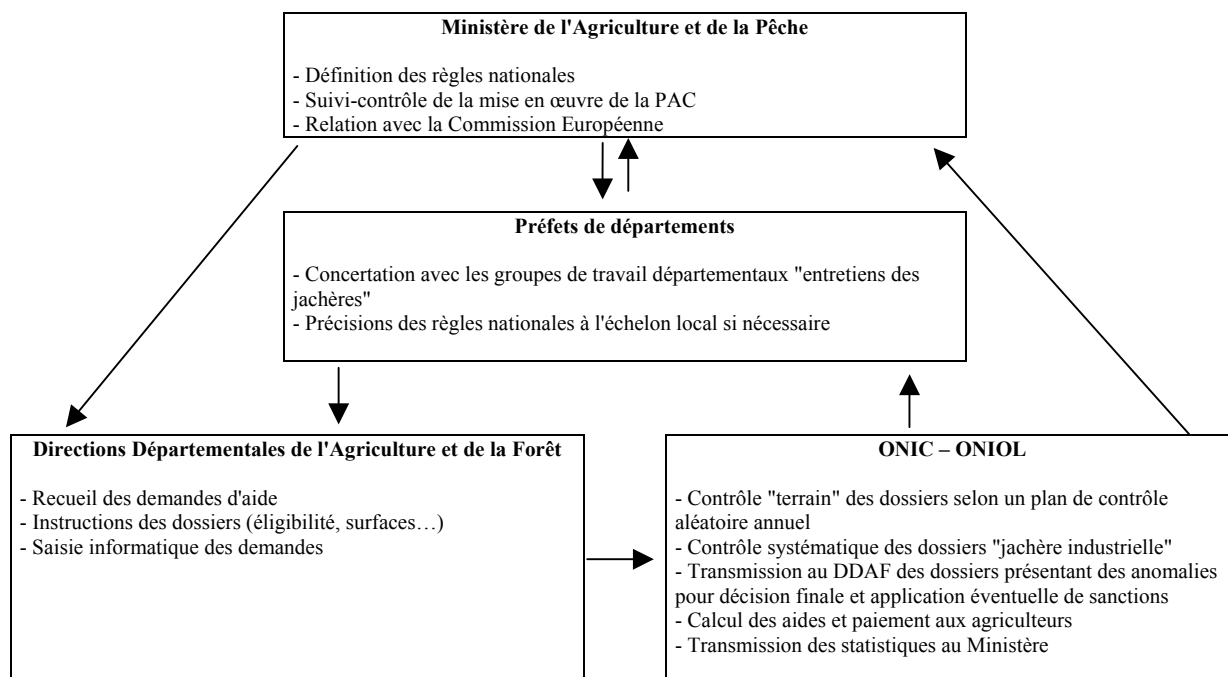 Ministère de l'Agriculture et de la Pêche
- Définition des règles nationales
- Suivi-contrôle de la mise en œuvre de la PAC
- Relation avec la Commission Européenne
Préfets de départements
- Concertation avec les groupes de travail départementaux "entretiens des
jachères"
- Précisions des règles nationales à l'échelon local si nécessaire
Directions Départementales de l'Agriculture et de la Forêt
- Recueil des demandes d'aide
- Instructions des dossiers (éligibilité, surfaces…)
- Saisie informatique des demandes
ONIC – ONIOL
- Contrôle "terrain" des dossiers selon un plan de contrôle
aléatoire annuel
- Contrôle systématique des dossiers "jachère industrielle"
- Transmission au DDAF des dossiers présentant des anomalies
pour décision finale et application éventuelle de sanctions
- Calcul des aides et paiement aux agriculteurs
- Transmission des statistiques au Ministère